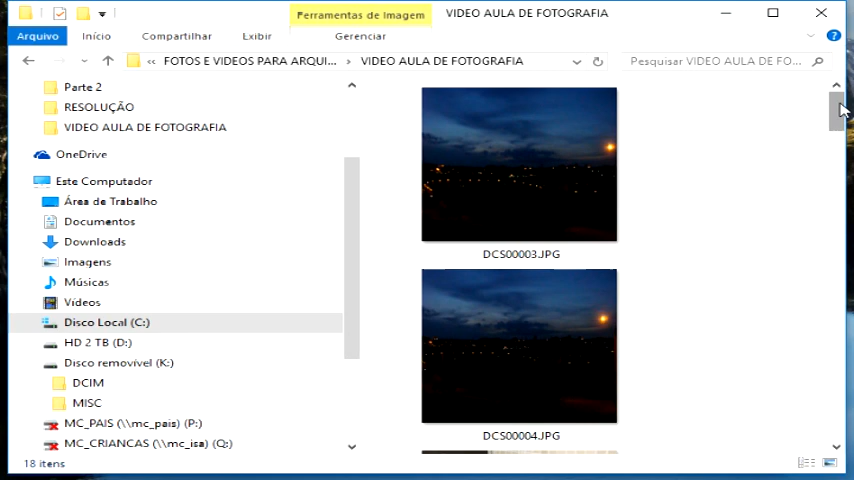 Ferramentas de Imagem
VIDEO AULA DE FOTOGRAFIA
Arquivo
Início
Compartilhar
Exibir
Gerenciar
« FOTOS E VIDEOS PARA ARQUI... › VIDEO AULA DE FOTOGRAFIA
Pesquisar VIDEO AULA DE FO...
Parte 2
RESOLUÇÃO
VIDEO AULA DE FOTOGRAFIA
OneDrive
Este Computador
Área de Trabalho
Documentos
Downloads
Imagens
Músicas
Vídeos
Disco Local (C:)
HD 2 TB (D:)
Disco removível (K:)
DCIM
MISC
MC_PAIS (\\mc_pais) (P:)
MC_CRIANCAS (\\mc_isa) (Q:)
DCS00003.JPG
DCS00004.JPG
18 itens